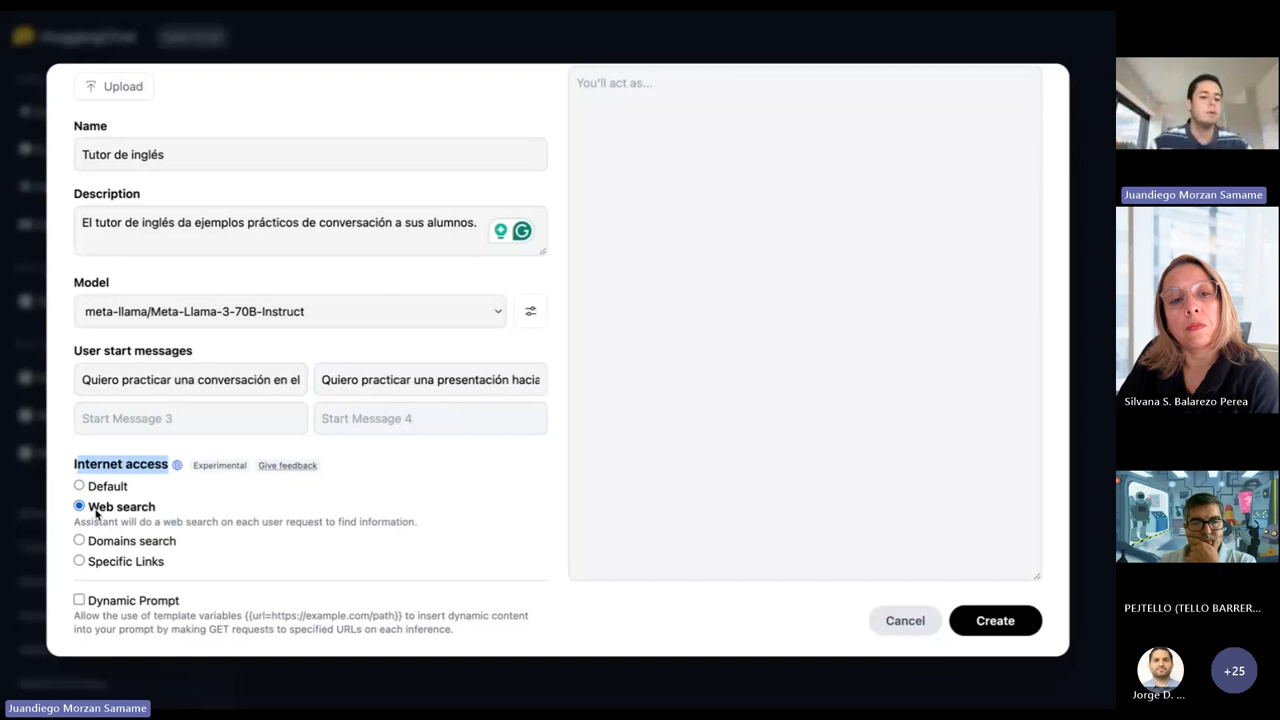 Upload
Name
Tutor de inglés
Description
El tutor de inglés da ejemplos prácticos de conversación a sus alumnos.
Model
meta-llama/Meta-Llama-3-70B-Instruct
User start messages
Quiero practicar una conversación en el
Quiero practicar una presentación hacia
Start Message 3
Start Message 4
Internet access
Experimental
Give feedback
Default
Web search
Assistant will do a web search on each user request to find information.
Domains search
Specific Links
Dynamic Prompt
Allow the use of template variables {{url=https://example.com/path}} to insert dynamic content
into your prompt by making GET requests to specified URLs on each inference.
You'll act as...
Cancel
Create
Juandiego Morzan Samame
Juandiego Morzan Samame
Silvana S. Balarezo Perea
PEJTELLO (TELLO BARRER...
Jorge D. ...
+25